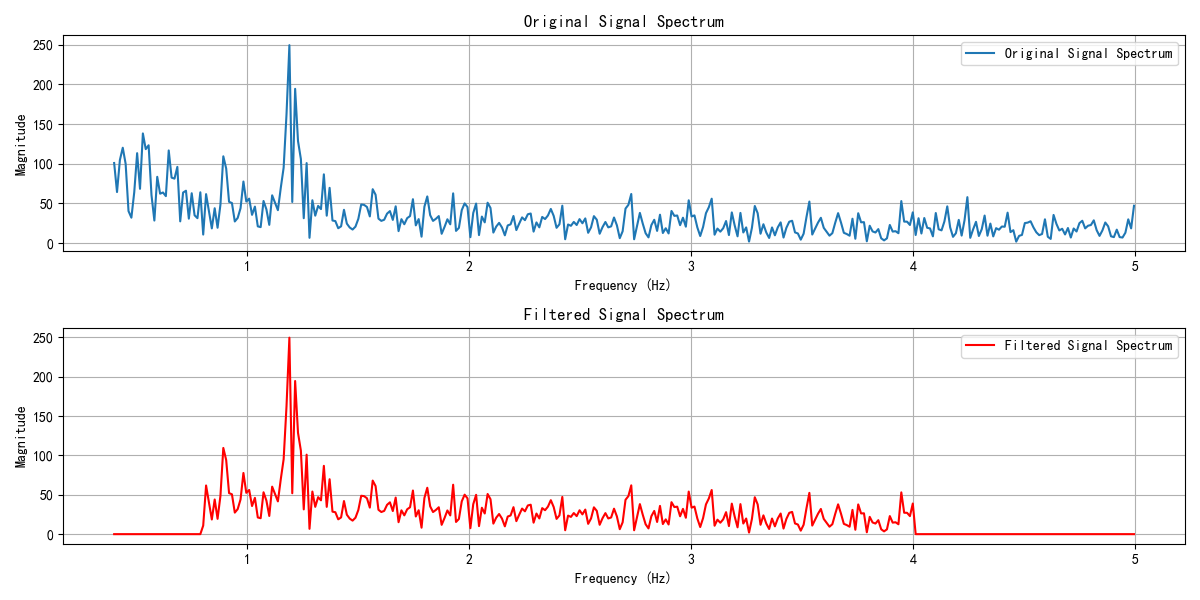 Original Signal Spectrum
Original Signal Spectrum
Magnitude
250
200
150
100
50
0
1
2
3
4
5
Frequency (Hz)
Filtered Signal Spectrum
Filtered Signal Spectrum
Magnitude
250
200
150
100
50
0
1
2
3
4
5
Frequency (Hz)